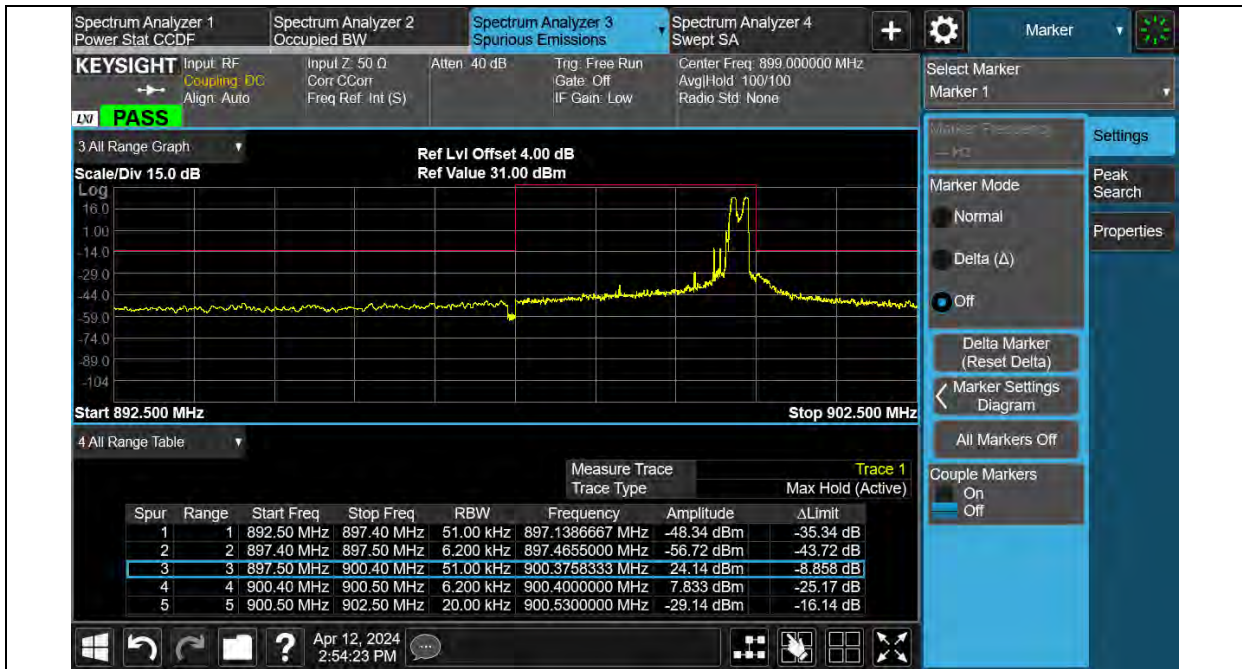 Spectrum Analyzer 1
Power Stat CCDF
Spectrum Analyzer 2
Occupied BW
Spectrum Analyzer 3
Spurious Emissions
Spectrum Analyzer 4
Swept SA
+
Marker
KEYSIGHT
Input: RF
Coupling: DC
Align: Auto
Input Z: 50 Ω
Corr CCorr
Freq Ref: Int (S)
Atten: 40 dB
Trig: Free Run
Gate: Off
IF Gain: Low
Center Freq: 899.000000 MHz
Avg|Hold: 100/100
Radio Std: None
LXI
PASS
3 All Range Graph
Scale/Div 15.0 dB
Ref Lvl Offset 4.00 dB
Ref Value 31.00 dBm
Log
16.0
1.00
-14.0
-29.0
-44.0
-59.0
-74.0
-89.0
-104
Start 892.500 MHz
Stop 902.500 MHz
4 All Range Table
Measure Trace Trace 1
Trace Type Max Hold (Active)
Spur Range Start Freq Stop Freq RBW Frequency Amplitude ΔLimit
1 1 892.50 MHz 897.40 MHz 51.00 kHz 897.1386667 MHz -48.34 dBm -35.34 dB
2 2 897.40 MHz 897.50 MHz 6.200 kHz 897.4655000 MHz -56.72 dBm -43.72 dB
3 3 897.50 MHz 900.40 MHz 51.00 kHz 900.3758333 MHz 24.14 dBm -8.858 dB
4 4 900.40 MHz 900.50 MHz 6.200 kHz 900.4000000 MHz 7.833 dBm -25.17 dB
5 5 900.50 MHz 902.50 MHz 20.00 kHz 900.5300000 MHz -29.14 dBm -16.14 dB
?
Apr 12, 2024
2:54:23 PM
Select Marker
Marker 1
Marker Frequency
--- Hz
Marker Mode
Normal
Delta (Δ)
Off
Delta Marker
(Reset Delta)
Marker Settings
Diagram
All Markers Off
Couple Markers
On
Off
Settings
Peak
Search
Properties